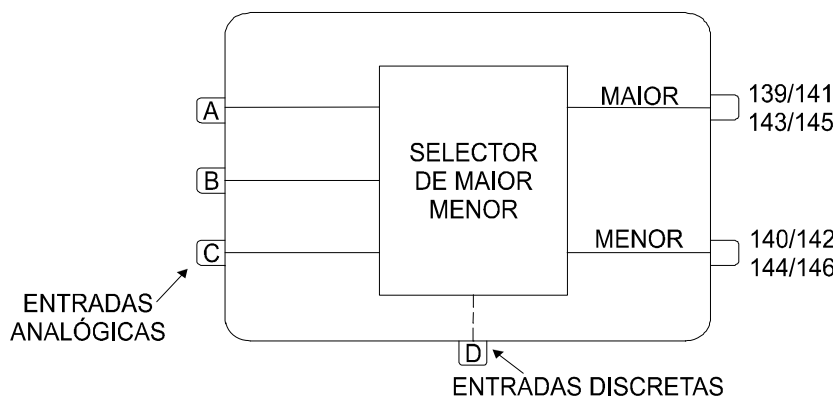 A
B
C
D
SELECTOR
DE MAIOR
MENOR
MAIOR
139/141
143/145
MENOR
140/142
144/146
ENTRADAS
ANALÓGICAS
ENTRADAS DISCRETAS